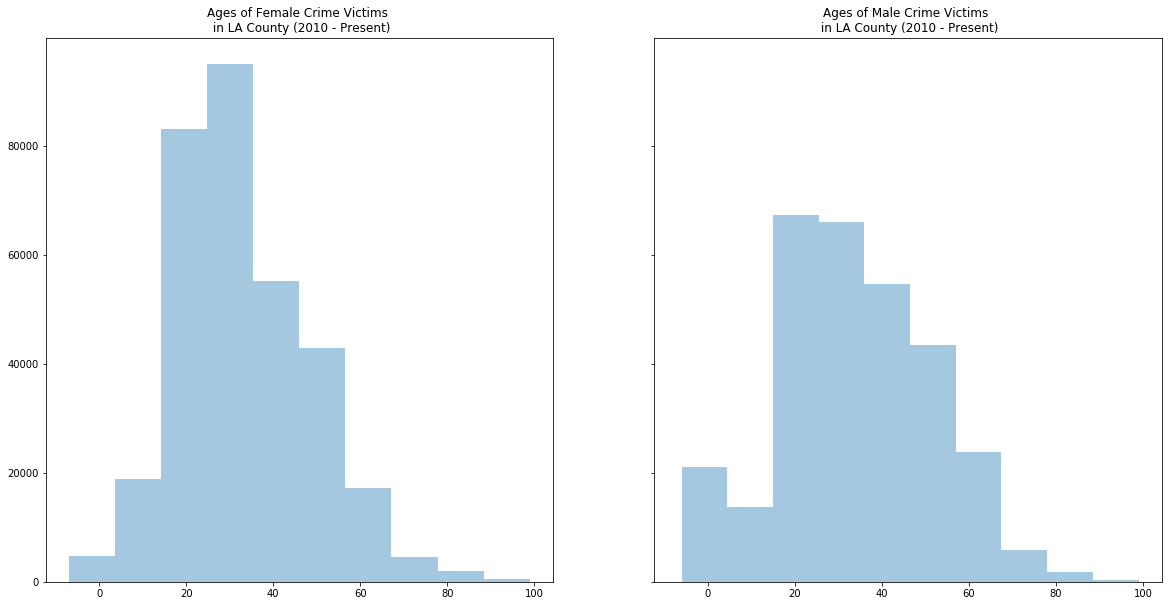 Ages of Female Crime Victims
in LA County (2010 - Present)
80000
60000
40000
20000
0
0 20 40 60 80 100
Ages of Male Crime Victims
in LA County (2010 - Present)
0 20 40 60 80 100